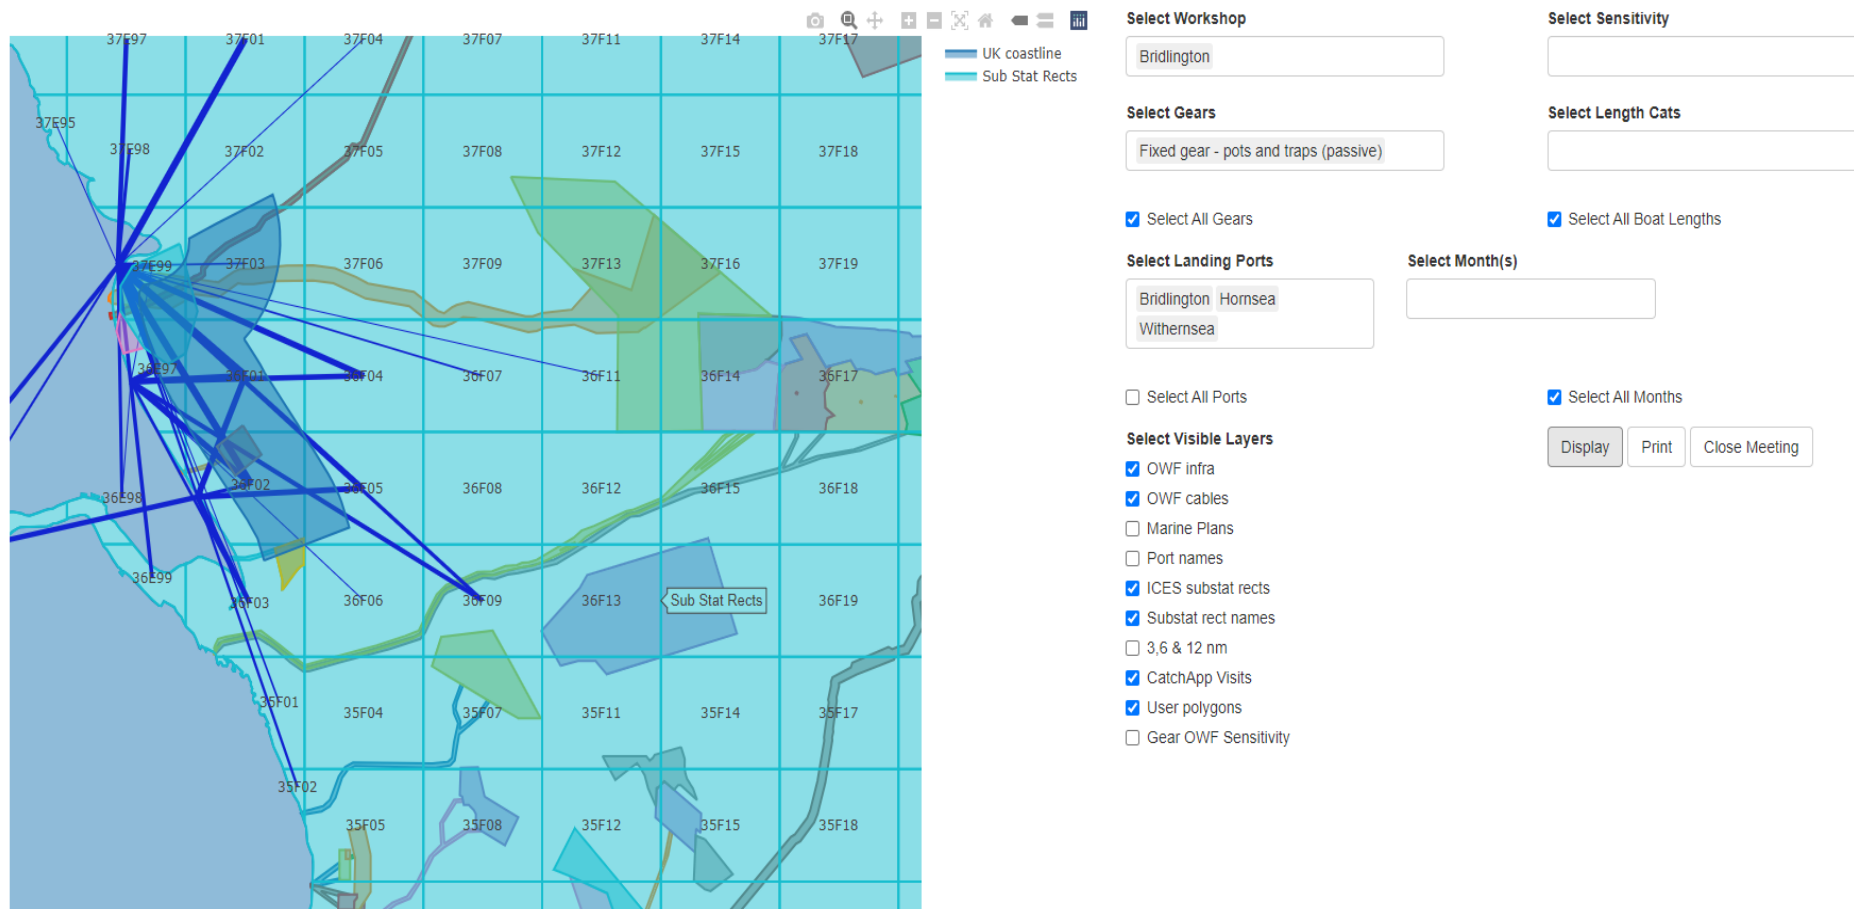 37E97 37F01 37F04 37F07 37F11 37F14 37F17
37E95
37E98 37F02 37F05 37F08 37F12 37F15 37F18
37E99 37F03 37F06 37F09 37F13 37F16 37F19
36E97 36F01 36F04 36F07 36F11 36F14 36F17
36E98 36F02 36F05 36F08 36F12 36F15 36F18
36E99 36F03 36F06 36F09 36F13 Sub Stat Rects 36F19
35F01 35F04 35F07 35F11 35F14 35F17
35F02
35F05 35F08 35F12 35F15 35F18
UK coastline
Sub Stat Rects
Select Workshop
Bridlington
Select Sensitivity
Select Gears
Fixed gear - pots and traps (passive)
Select Length Cats
Select All Gears
Select All Boat Lengths
Select Landing Ports
Bridlington Hornsea
Withernsea
Select Month(s)
Select All Ports
Select All Months
Select Visible Layers
Display Print Close Meeting
OWF infra
OWF cables
Marine Plans
Port names
ICES substat rects
Substat rect names
3,6 & 12 nm
CatchApp Visits
User polygons
Gear OWF Sensitivity